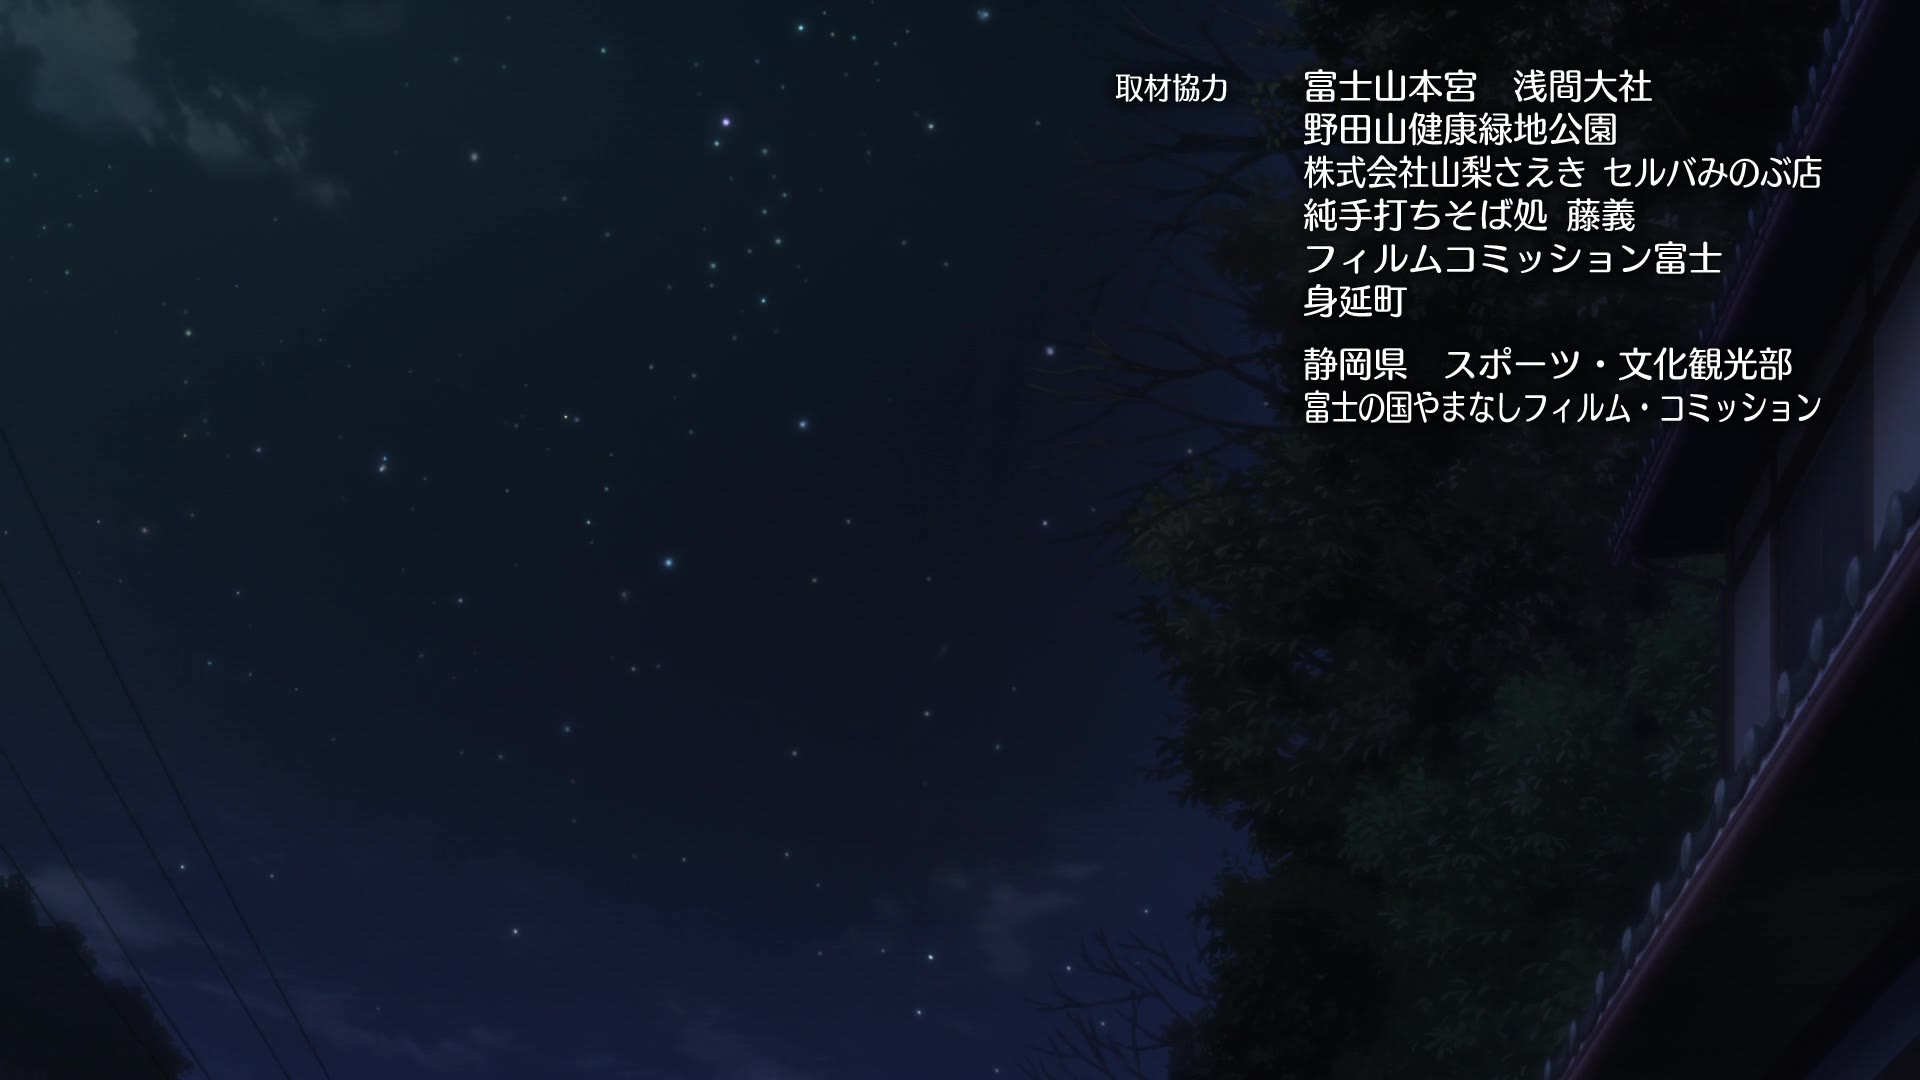 取材協力　富士山本宮　浅間大社
野田山健康緑地公園
株式会社山梨さえき セルバみのぶ店
純手打ちそば処 藤義
フィルムコミッション富士
身延町
静岡県　スポーツ・文化観光部
富士の国やまなしフィルム・コミッション